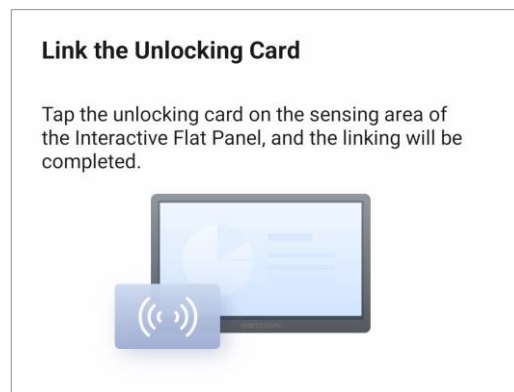 Link the Unlocking Card
Tap the unlocking card on the sensing area of
the Interactive Flat Panel, and the linking will be
completed.